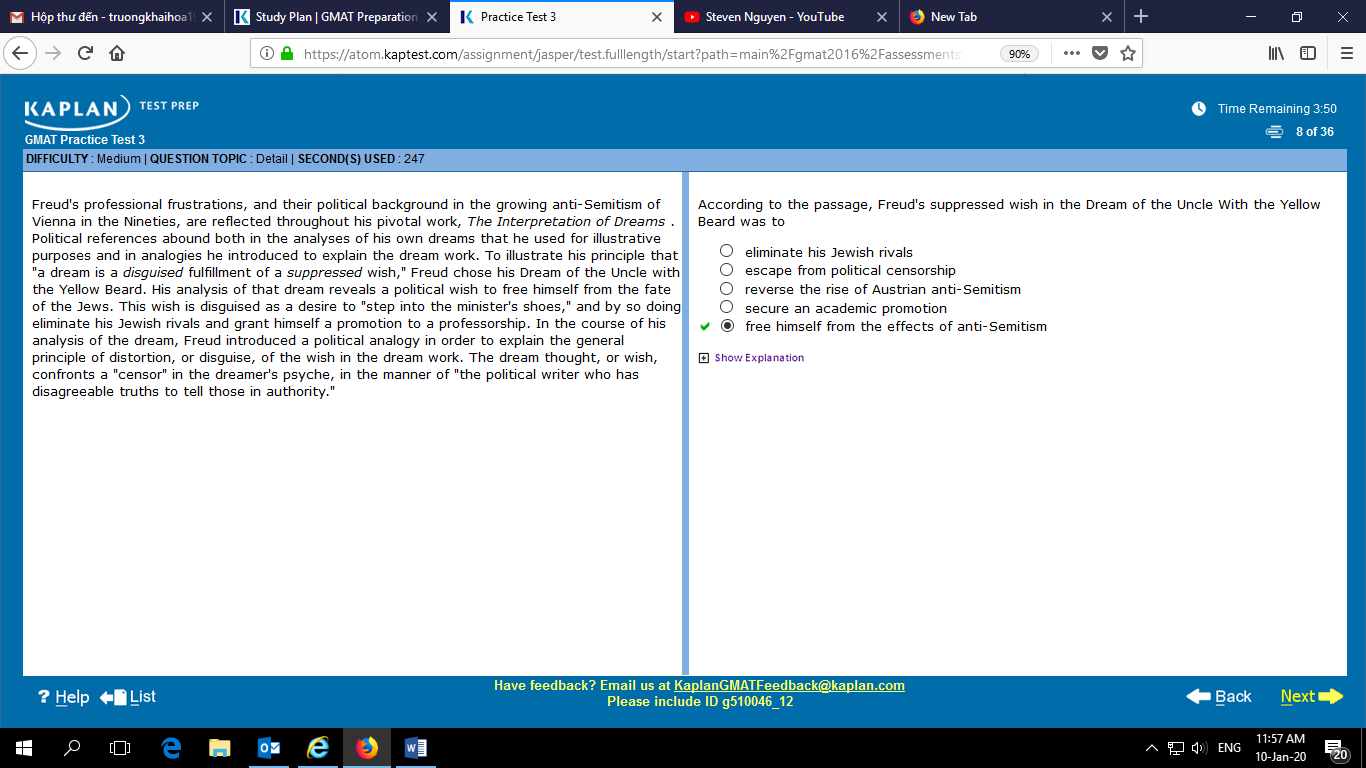 Hộp thư đến - truongkhaihoa1
Study Plan | GMAT Preparation
Practice Test 3
Steven Nguyen - YouTube
New Tab
https://atom.kaptest.com/assignment/jasper/test.fulllength/start?path=main%2Fgmat2016%2Fassessments
90%
KAPLAN TEST PREP
GMAT Practice Test 3
Time Remaining 3:50
8 of 36
DIFFICULTY : Medium | QUESTION TOPIC : Detail | SECOND(S) USED : 247
Freud's professional frustrations, and their political background in the growing anti-Semitism of
Vienna in the Nineties, are reflected throughout his pivotal work, The Interpretation of Dreams .
Political references abound both in the analyses of his own dreams that he used for illustrative
purposes and in analogies he introduced to explain the dream work. To illustrate his principle that
"a dream is a disguised fulfillment of a suppressed wish," Freud chose his Dream of the Uncle with
the Yellow Beard. His analysis of that dream reveals a political wish to free himself from the fate
of the Jews. This wish is disguised as a desire to "step into the minister's shoes," and by so doing
eliminate his Jewish rivals and grant himself a promotion to a professorship. In the course of his
analysis of the dream, Freud introduced a political analogy in order to explain the general
principle of distortion, or disguise, of the wish in the dream work. The dream thought, or wish,
confronts a "censor" in the dreamer's psyche, in the manner of "the political writer who has
disagreeable truths to tell those in authority."
According to the passage, Freud's suppressed wish in the Dream of the Uncle With the Yellow
Beard was to
eliminate his Jewish rivals
escape from political censorship
reverse the rise of Austrian anti-Semitism
secure an academic promotion
free himself from the effects of anti-Semitism
Show Explanation
? Help
List
Have feedback? Email us at KaplanGMATFeedback@kaplan.com
Please include ID g510046_12
Back
Next
ENG
11:57 AM
10-Jan-20
20